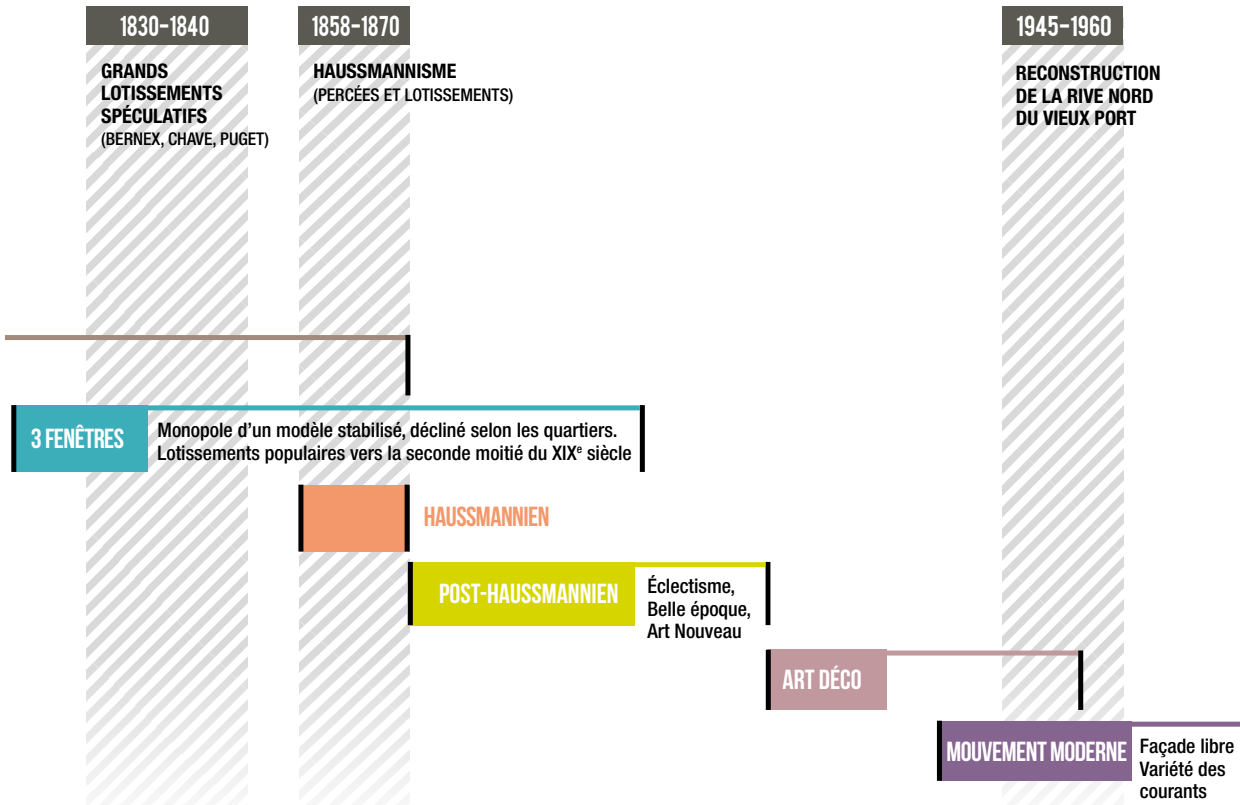 1830-1840
GRANDS
LOTISSEMENTS
SPÉCULATIFS
(BERNEX, CHAVE, PUGET)
1858-1870
HAUSSMANNISME
(PERCÉES ET LOTISSEMENTS)
1945-1960
RECONSTRUCTION
DE LA RIVE NORD
DU VIEUX PORT
3 FENÊTRES
Monopole d’un modèle stabilisé, décliné selon les quartiers.
Lotissements populaires vers la seconde moitié du XIXe siècle
HAUSSMANNIEN
POST-HAUSSMANNIEN
Éclectisme,
Belle époque,
Art Nouveau
ART DÉCO
MOUVEMENT MODERNE
Façade libre
Variété des
courants